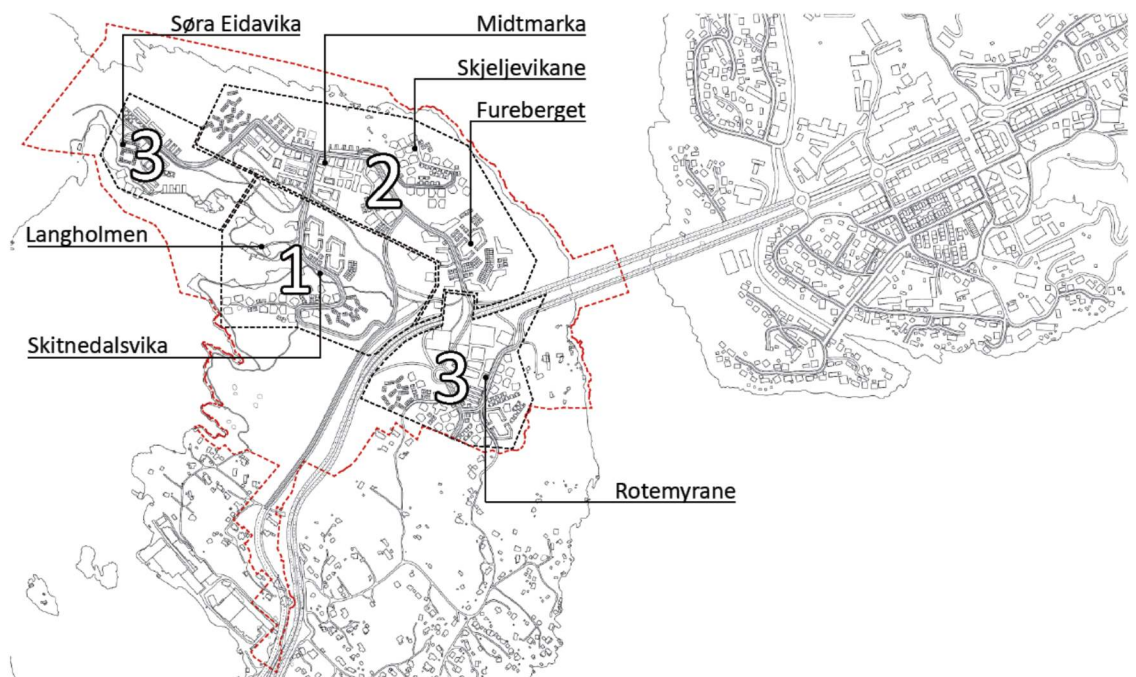 Søra Eidavika
Midtmarka
Skjeljevikane
Fureberget
3
2
Langholmen
1
Skitnedalsvika
3
Rotemyrane